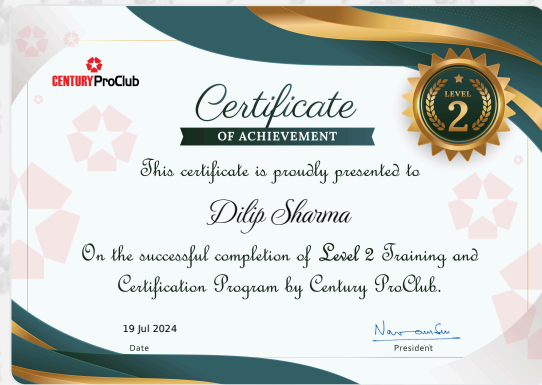 CENTURY ProClub
LEVEL
2
Certificate
OF ACHIEVEMENT
This certificate is proudly presented to
Dilip Sharma
On the successful completion of Level 2 Training and
Certification Program by Century ProClub.
19 Jul 2024
Date
President